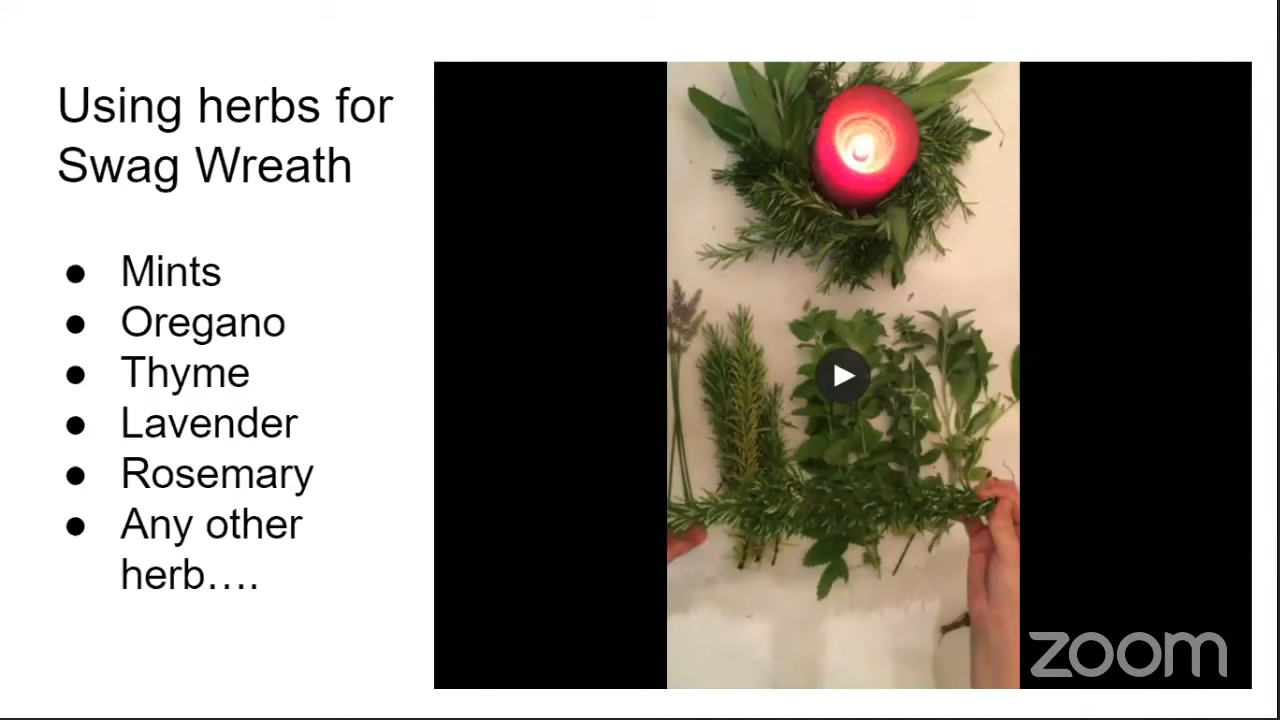 Using herbs for
Swag Wreath
● Mints
● Oregano
● Thyme
● Lavender
● Rosemary
● Any other
herb….
zoom